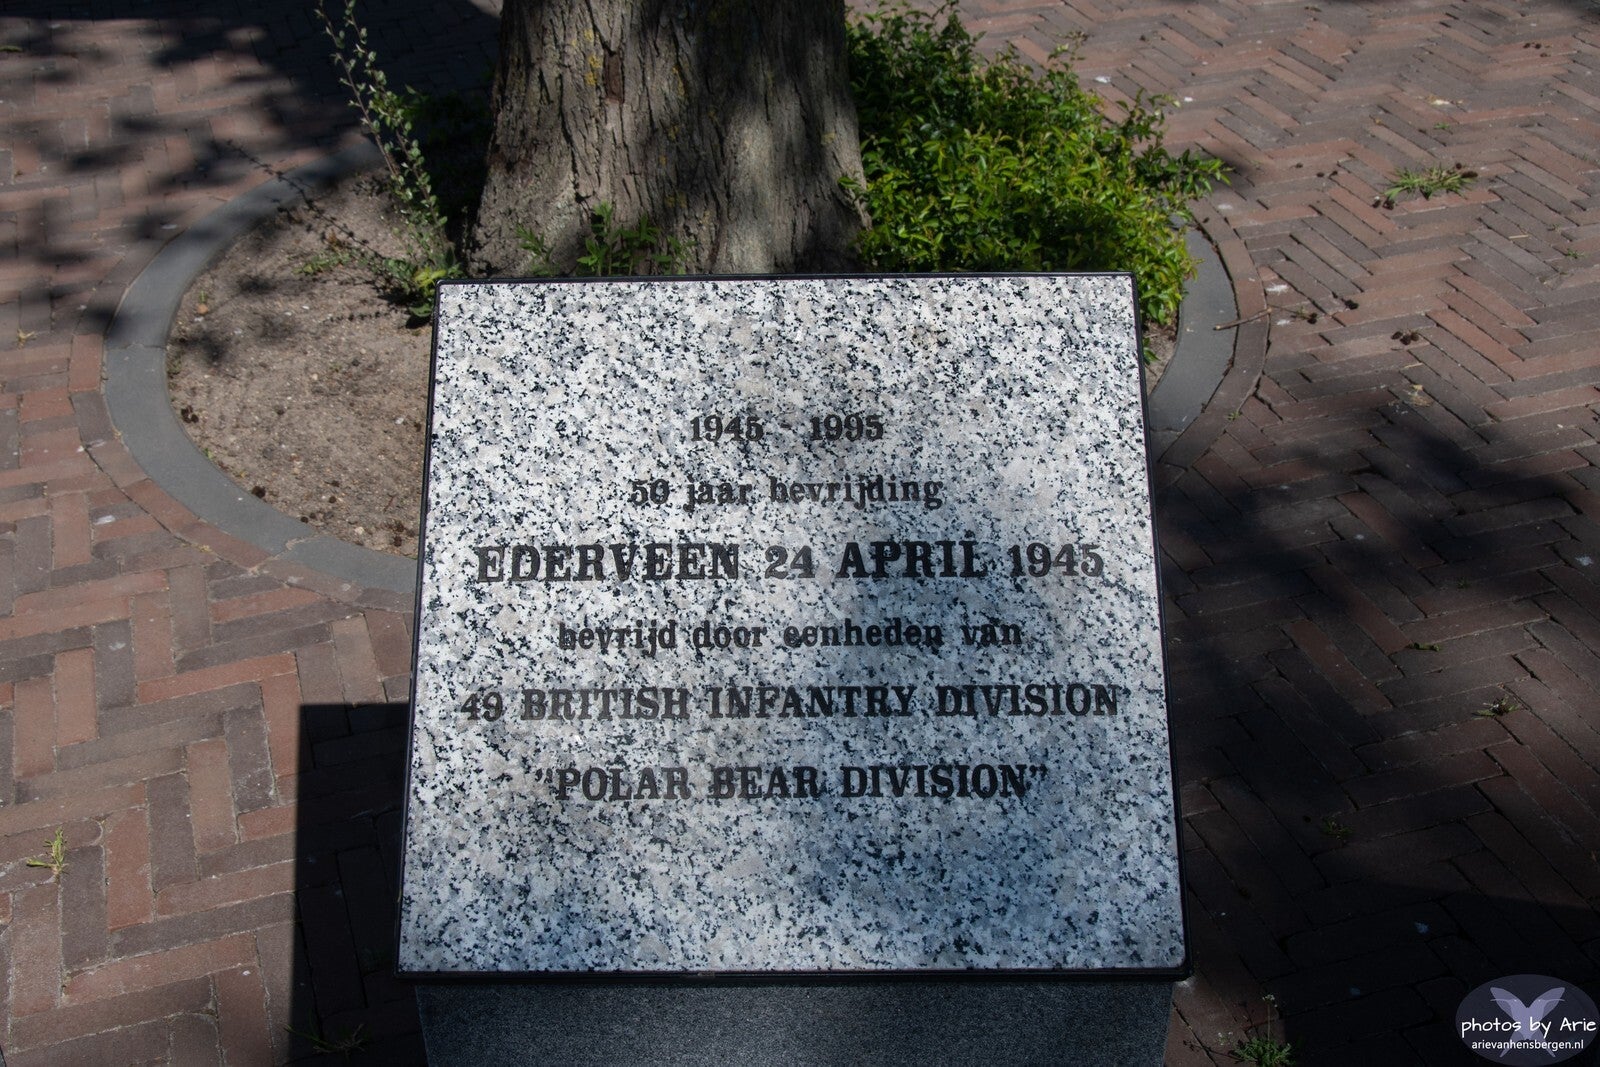 1945 - 1995
50 jaar bevrijding
EDERVEEN 24 APRIL 1945
bevrijd door eenheden van
49 BRITISH INFANTRY DIVISION
"POLAR BEAR DIVISION"
photos by Arie
arievanhensbergen.nl